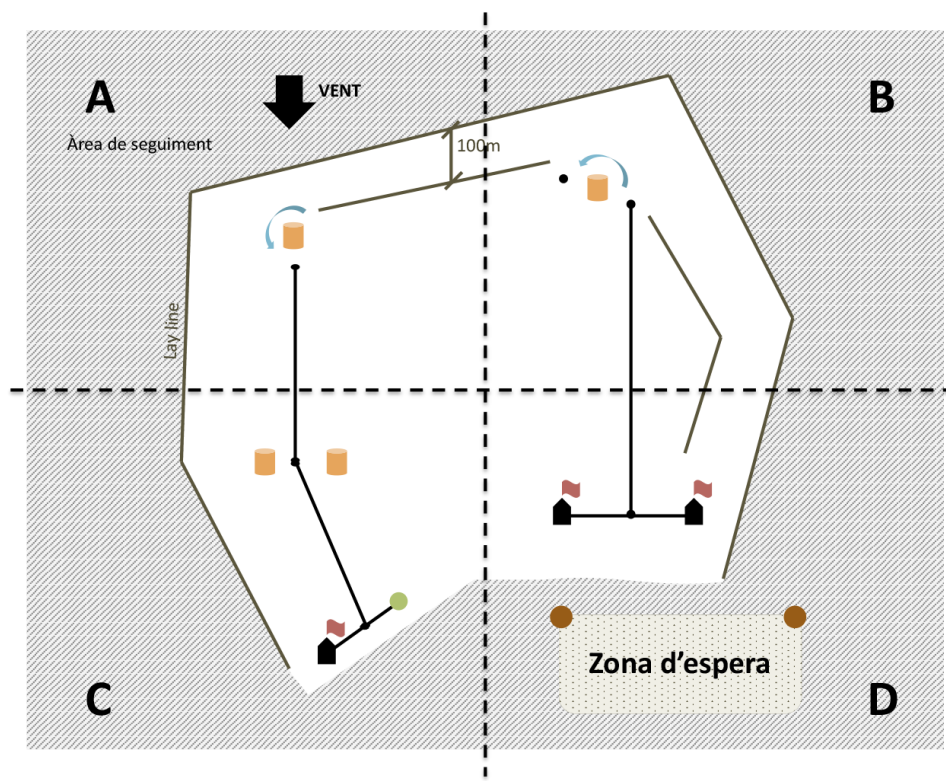 A
VENT
B
Àrea de seguiment
100m
Lay line
Zona d'espera
C
D